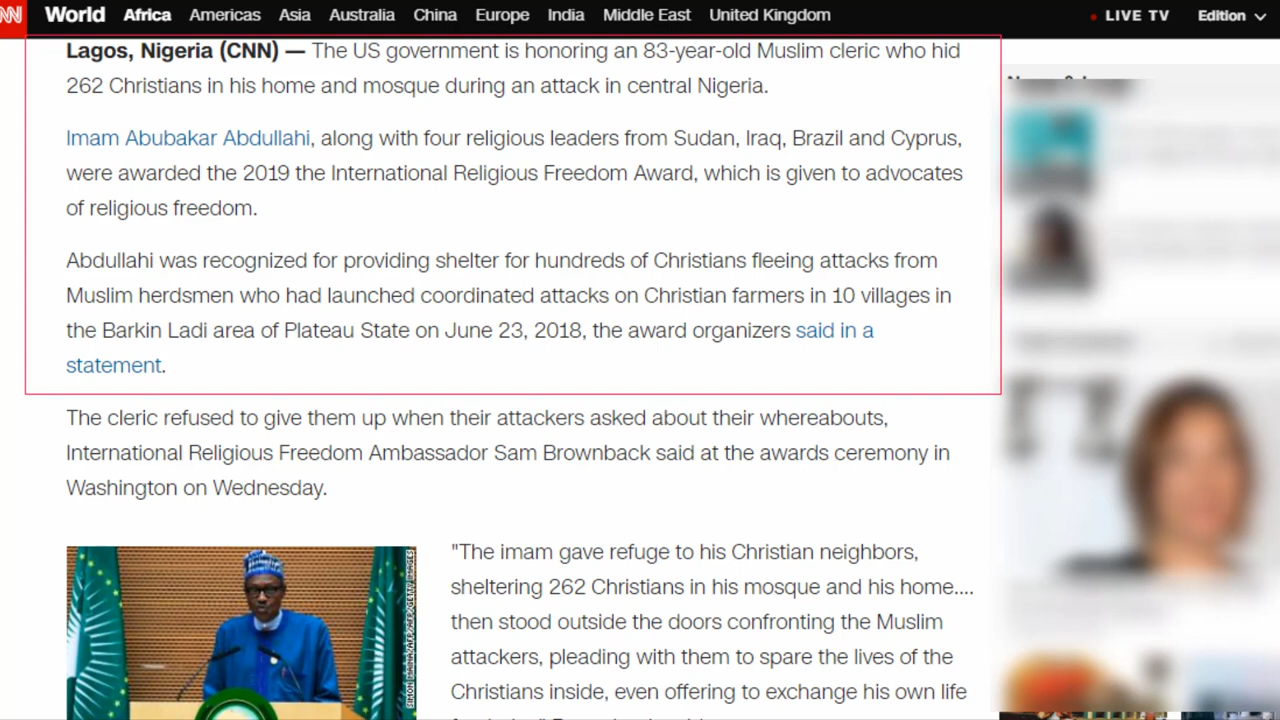 NN World Africa Americas Asia Australia China Europe India Middle East United Kingdom LIVE TV Edition
Lagos, Nigeria (CNN) — The US government is honoring an 83-year-old Muslim cleric who hid
262 Christians in his home and mosque during an attack in central Nigeria.
Imam Abubakar Abdullahi, along with four religious leaders from Sudan, Iraq, Brazil and Cyprus,
were awarded the 2019 the International Religious Freedom Award, which is given to advocates
of religious freedom.
Abdullahi was recognized for providing shelter for hundreds of Christians fleeing attacks from
Muslim herdsmen who had launched coordinated attacks on Christian farmers in 10 villages in
the Barkin Ladi area of Plateau State on June 23, 2018, the award organizers said in a
statement.
The cleric refused to give them up when their attackers asked about their whereabouts,
International Religious Freedom Ambassador Sam Brownback said at the awards ceremony in
Washington on Wednesday.
"The imam gave refuge to his Christian neighbors,
sheltering 262 Christians in his mosque and his home....
then stood outside the doors confronting the Muslim
attackers, pleading with them to spare the lives of the
Christians inside, even offering to exchange his own life